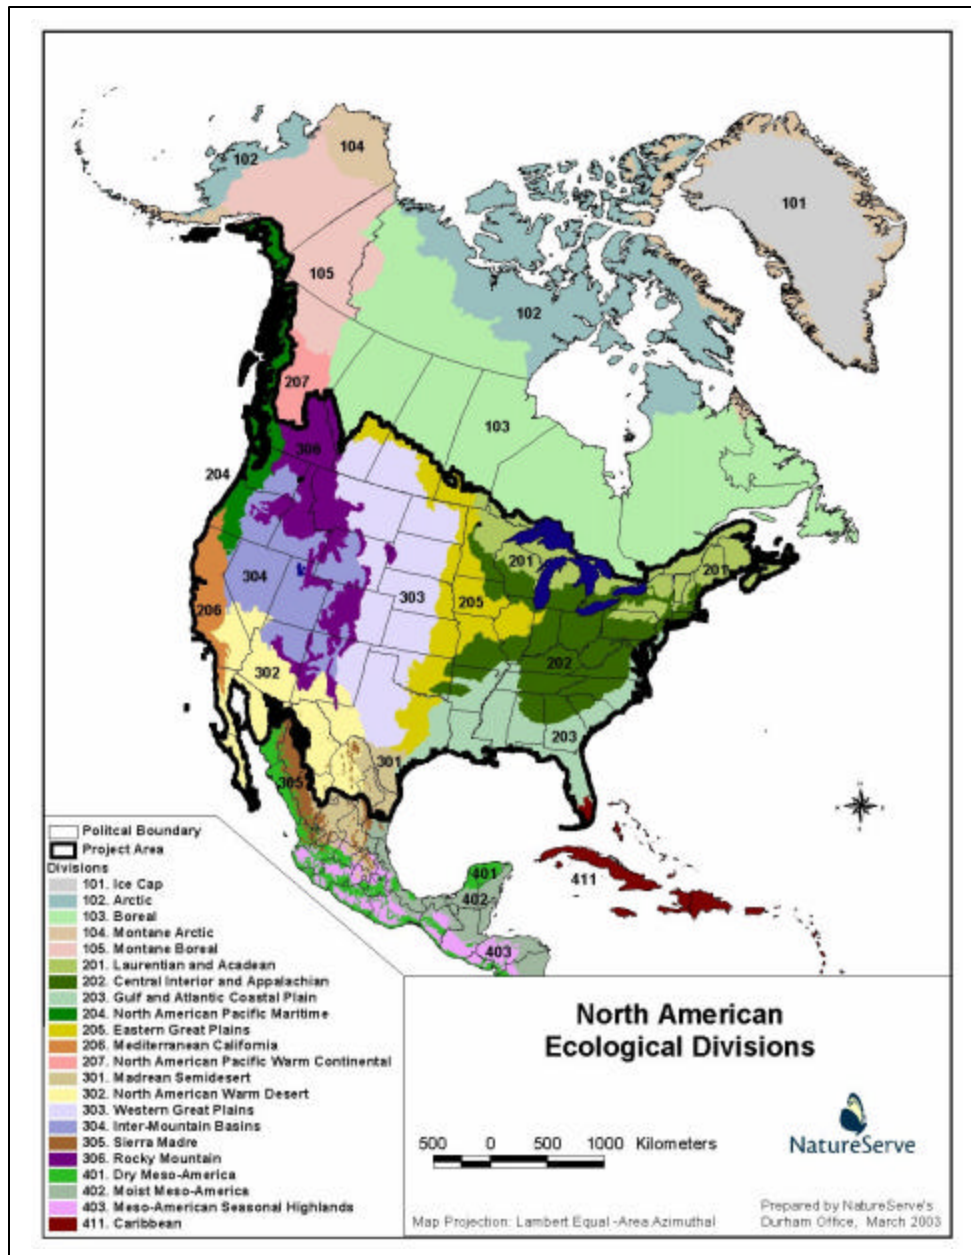 102
104
101
105
102
207
103
306
204
201
201
304
303
205
206
202
302
203
301
305
401
411
402
403
Politcal Boundary
Project Area
Divisions
101. Ice Cap
102. Arctic
103. Boreal
104. Montane Arctic
105. Montane Boreal
201. Laurentian and Acadean
202. Central Interior and Appalachian
203. Gulf and Atlantic Coastal Plain
204. North American Pacific Maritime
205. Eastern Great Plains
206. Mediterranean California
207. North American Pacific Warm Continental
301. Madrean Semidesert
302. North American Warm Desert
303. Western Great Plains
304. Inter-Mountain Basins
305. Sierra Madre
306. Rocky Mountain
401. Dry Meso-America
402. Moist Meso-America
403. Meso-American Seasonal Highlands
411. Caribbean
North American
Ecological Divisions
500 0 500 1000 Kilometers
NatureServe
Map Projection: Lambert Equal-Area Azimuthal
Prepared by NatureServe's
Durham Office, March 2003